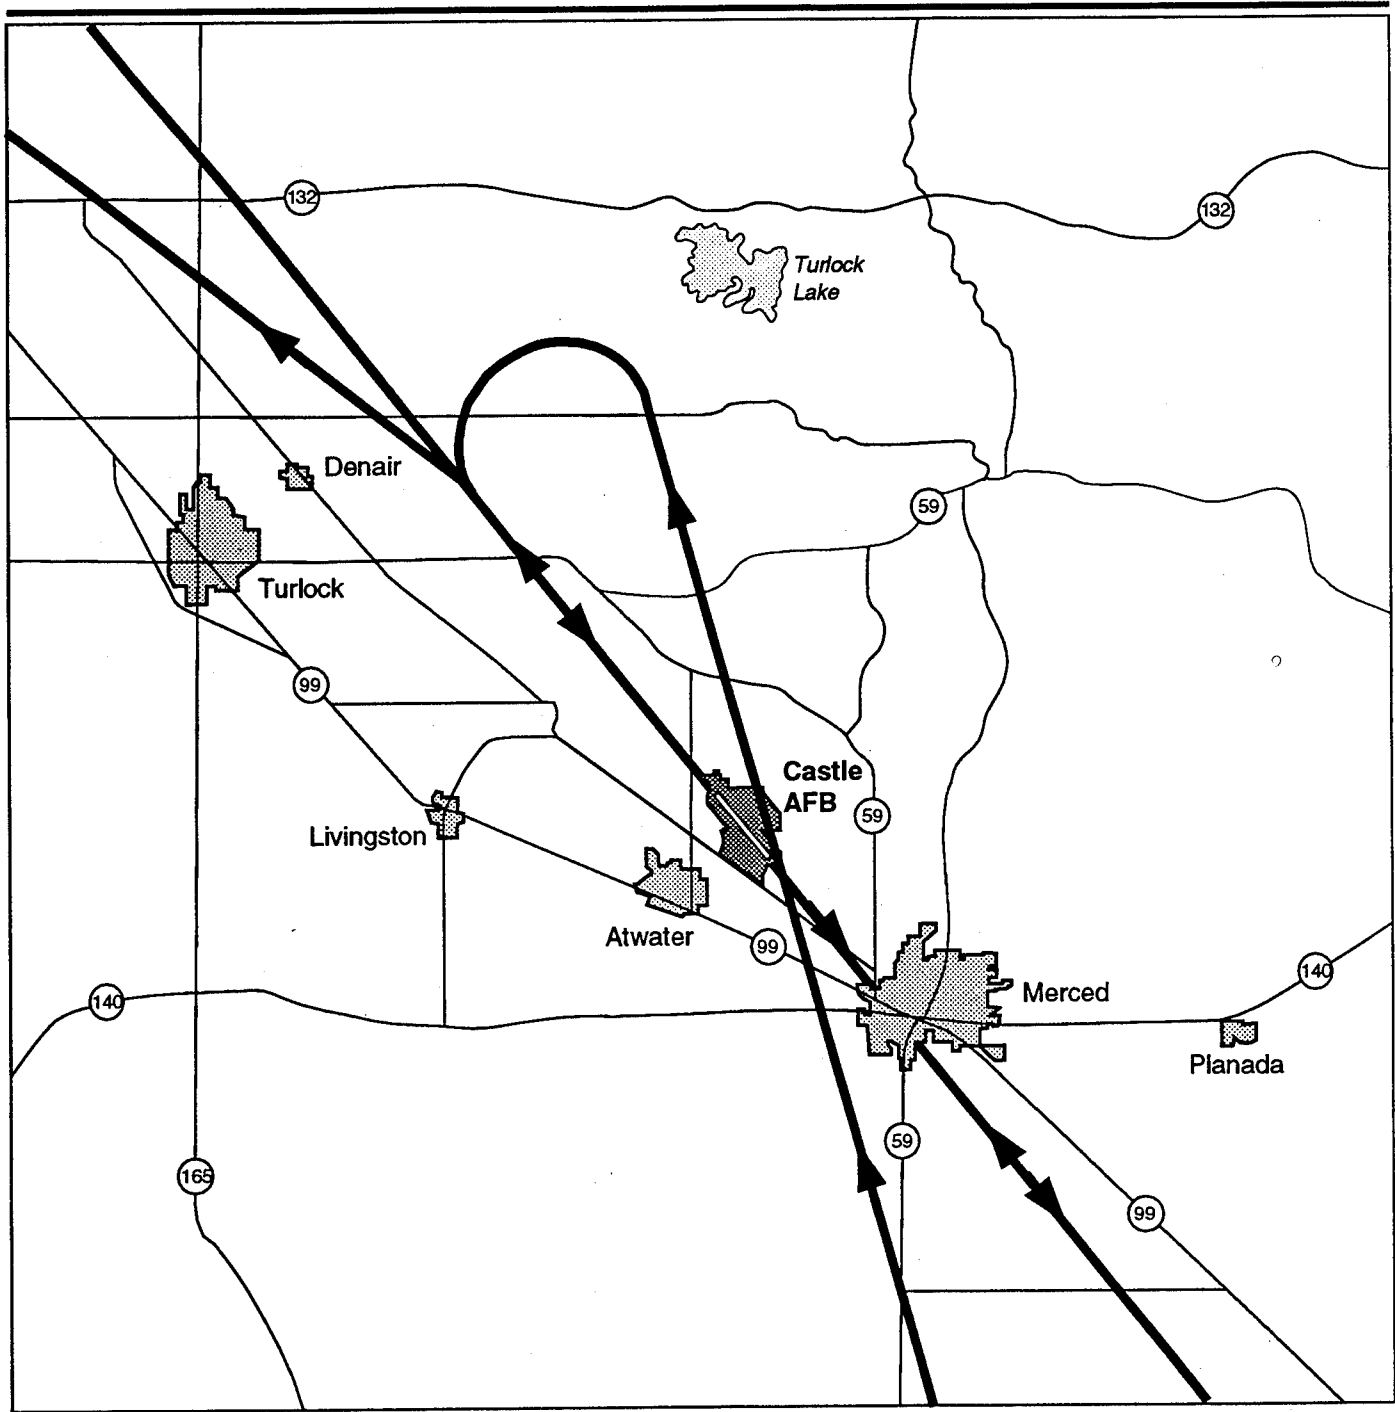 132
132
Turlock
Lake
Denair
59
Turlock
99
Castle
AFB
59
Livingston
Atwater
99
140
Merced
140
Planada
59
165
99